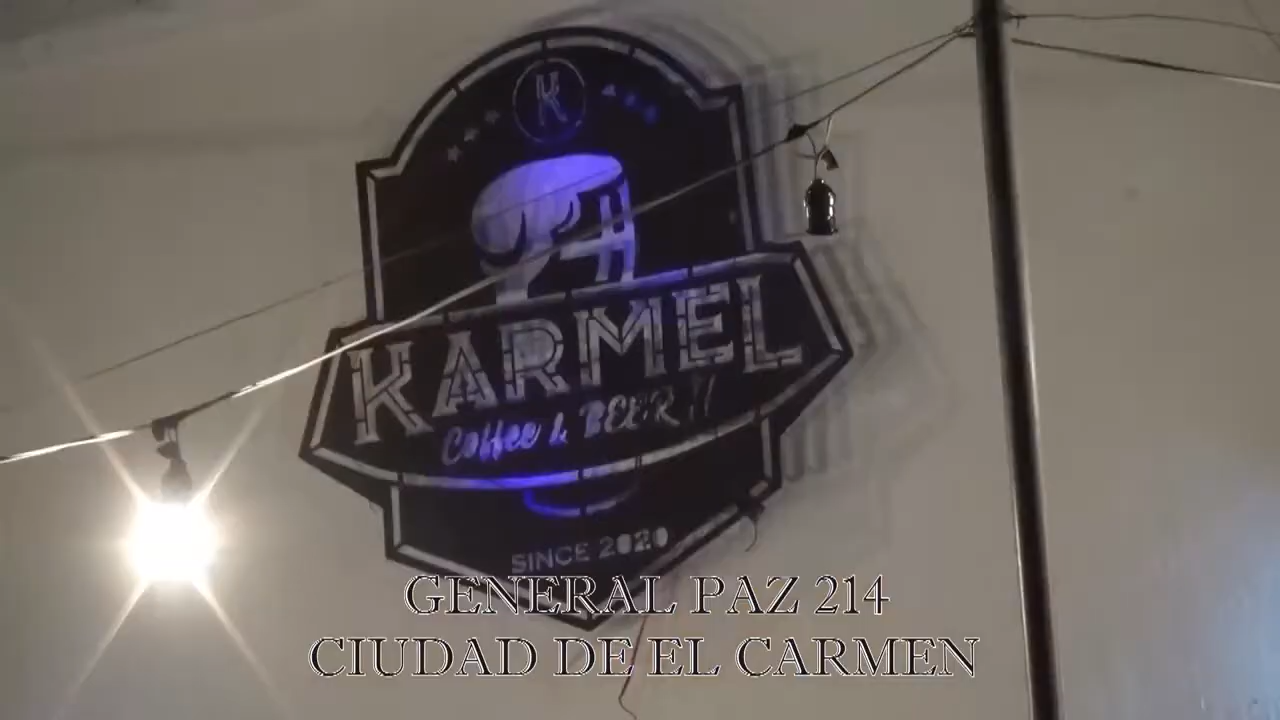 K
KARMEL
Coffee & BEER
SINCE 2020
GENERAL PAZ 214
CIUDAD DE EL CARMEN